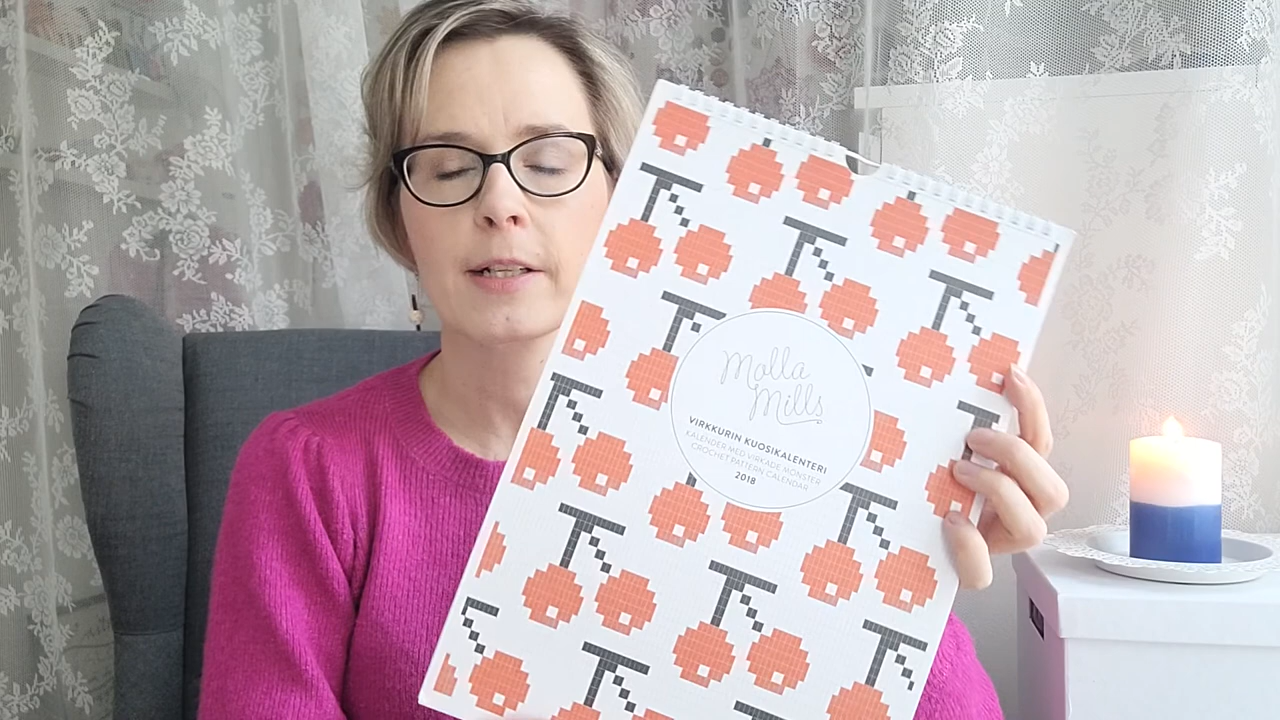 Molla
Mills
VIRKKURIN KUOSIKALENTERI
KALENDER MED VIRKADE MÖNSTER
CROCHET PATTERN CALENDAR
2018